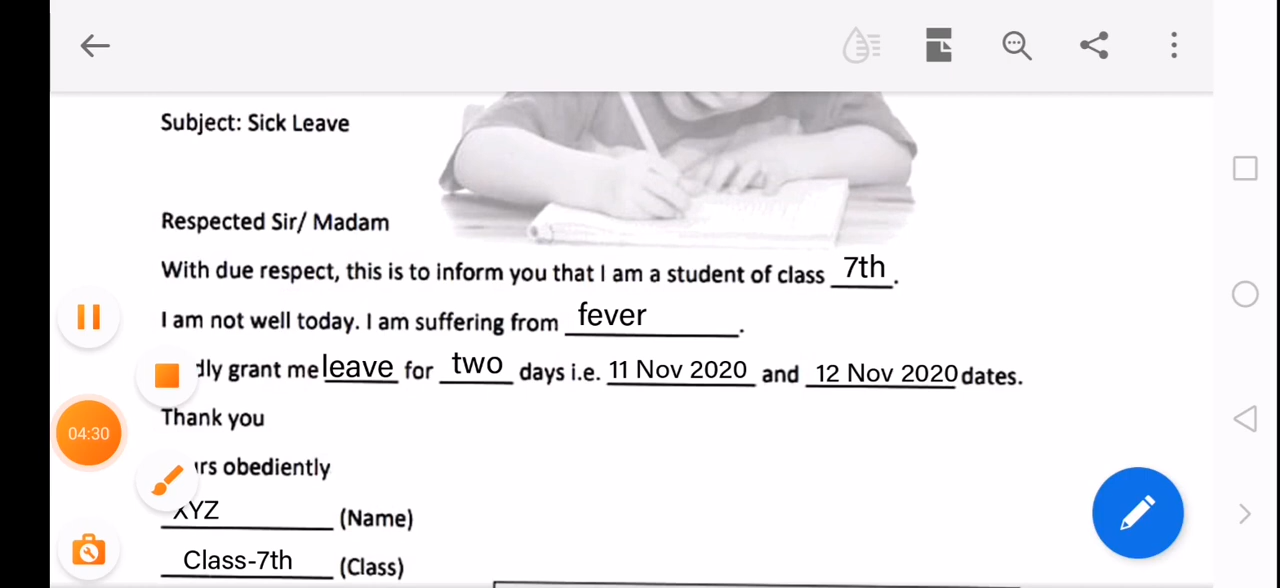 Subject: Sick Leave
Respected Sir/ Madam
With due respect, this is to inform you that I am a student of class 7th.
I am not well today. I am suffering from fever.
dly grant me leave for two days i.e. 11 Nov 2020 and 12 Nov 2020 dates.
Thank you
urs obediently
XYZ (Name)
Class-7th (Class)
04:30